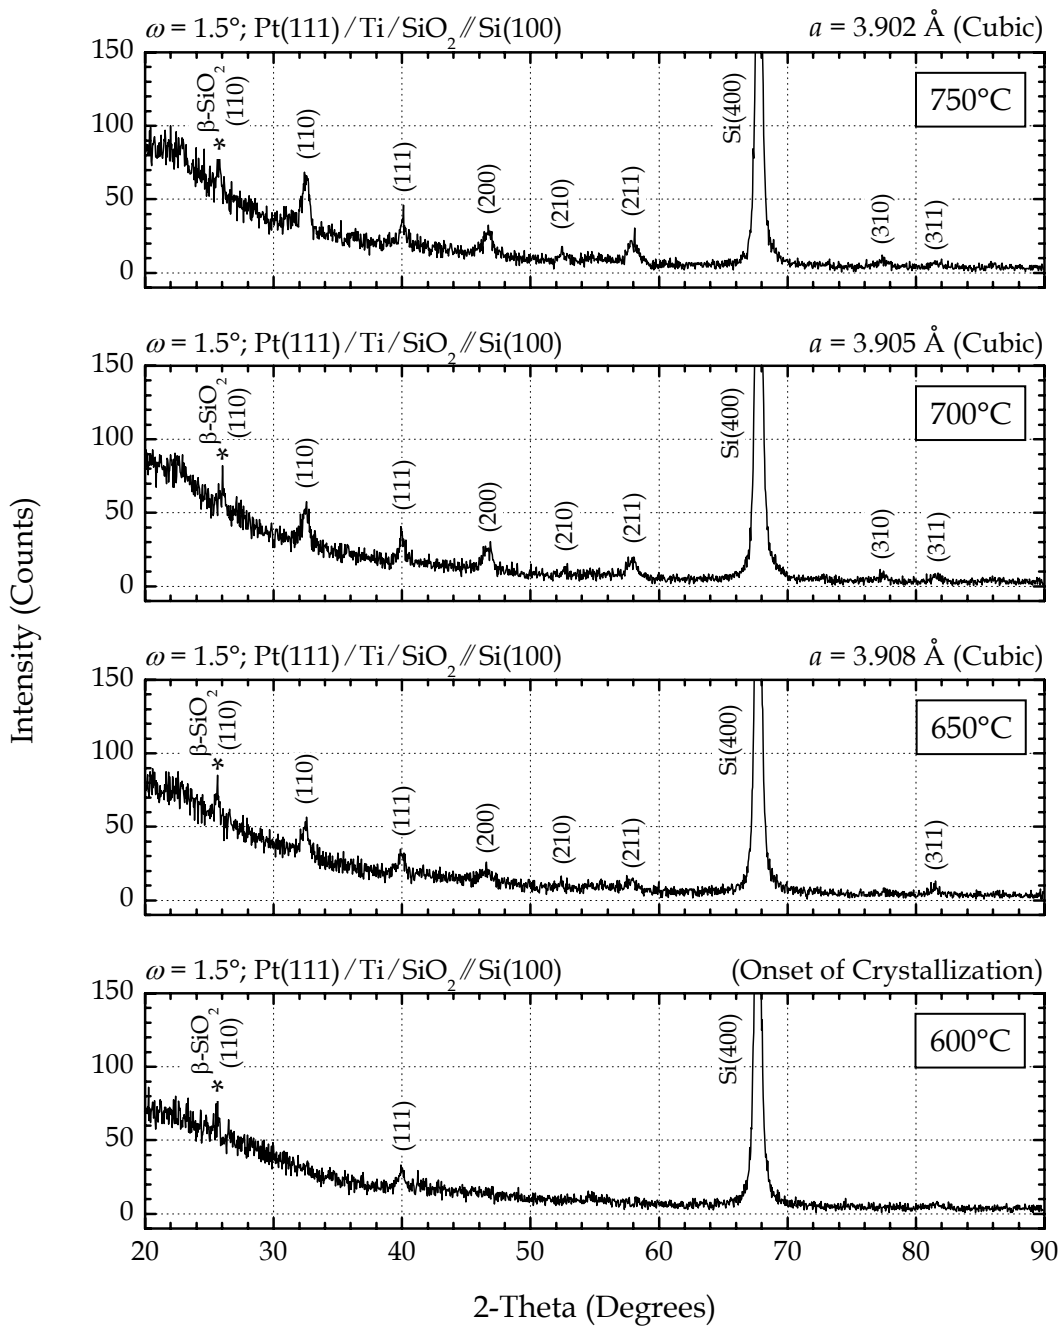 ω = 1.5°; Pt(111)/Ti/SiO₂//Si(100) a = 3.902 Å (Cubic)
150
100
50
0
β-SiO₂
(110)
*
(110)
(111)
(200)
(210)
(211)
Si(400)
(310)
(311)
750°C
ω = 1.5°; Pt(111)/Ti/SiO₂//Si(100) a = 3.905 Å (Cubic)
150
100
50
0
β-SiO₂
(110)
*
(110)
(111)
(200)
(210)
(211)
Si(400)
(310)
(311)
700°C
Intensity (Counts)
ω = 1.5°; Pt(111)/Ti/SiO₂//Si(100) a = 3.908 Å (Cubic)
150
100
50
0
β-SiO₂
(110)
*
(110)
(111)
(200)
(210)
(211)
Si(400)
(311)
650°C
ω = 1.5°; Pt(111)/Ti/SiO₂//Si(100) (Onset of Crystallization)
150
100
50
0
β-SiO₂
(110)
*
(111)
Si(400)
600°C
20 30 40 50 60 70 80 90
2-Theta (Degrees)